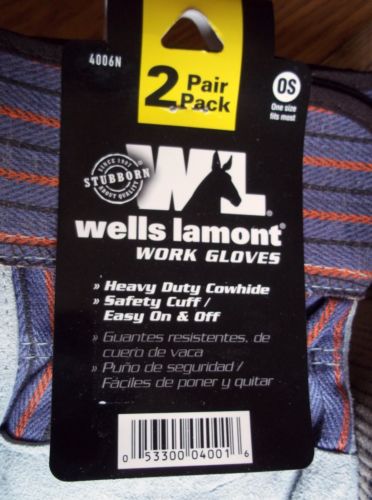 4006N
2 Pair Pack
OS
One size
fits most
SINCE 1907
STUBBORN
ABOUT QUALITY
WL
wells lamont®
WORK GLOVES
» Heavy Duty Cowhide
» Safety Cuff /
Easy On & Off
» Guantes resistentes, de
cuero de vaca
» Puño de seguridad /
Fáciles de poner y quitar
0 53300 04001 6